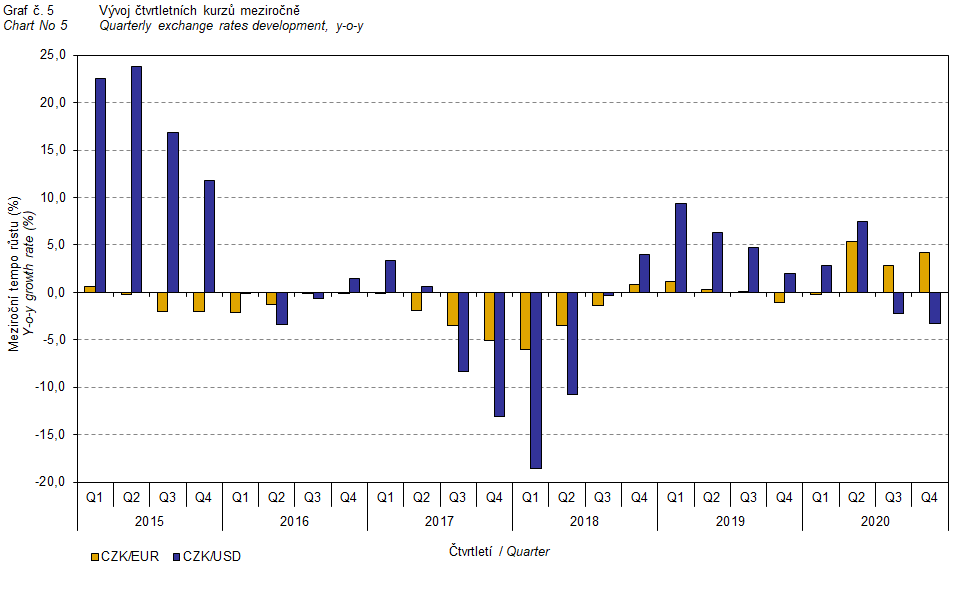 Graf č. 5 Vývoj čtvrtletních kurzů meziročně
Chart No 5 Quarterly exchange rates development, y-o-y
Meziroční tempo růstu (%)
Y-o-y growth rate (%)
25,0
20,0
15,0
10,0
5,0
0,0
-5,0
-10,0
-15,0
-20,0
Q1 Q2 Q3 Q4 Q1 Q2 Q3 Q4 Q1 Q2 Q3 Q4 Q1 Q2 Q3 Q4 Q1 Q2 Q3 Q4 Q1 Q2 Q3 Q4
2015 2016 2017 2018 2019 2020
Čtvrtletí / Quarter
CZK/EUR CZK/USD